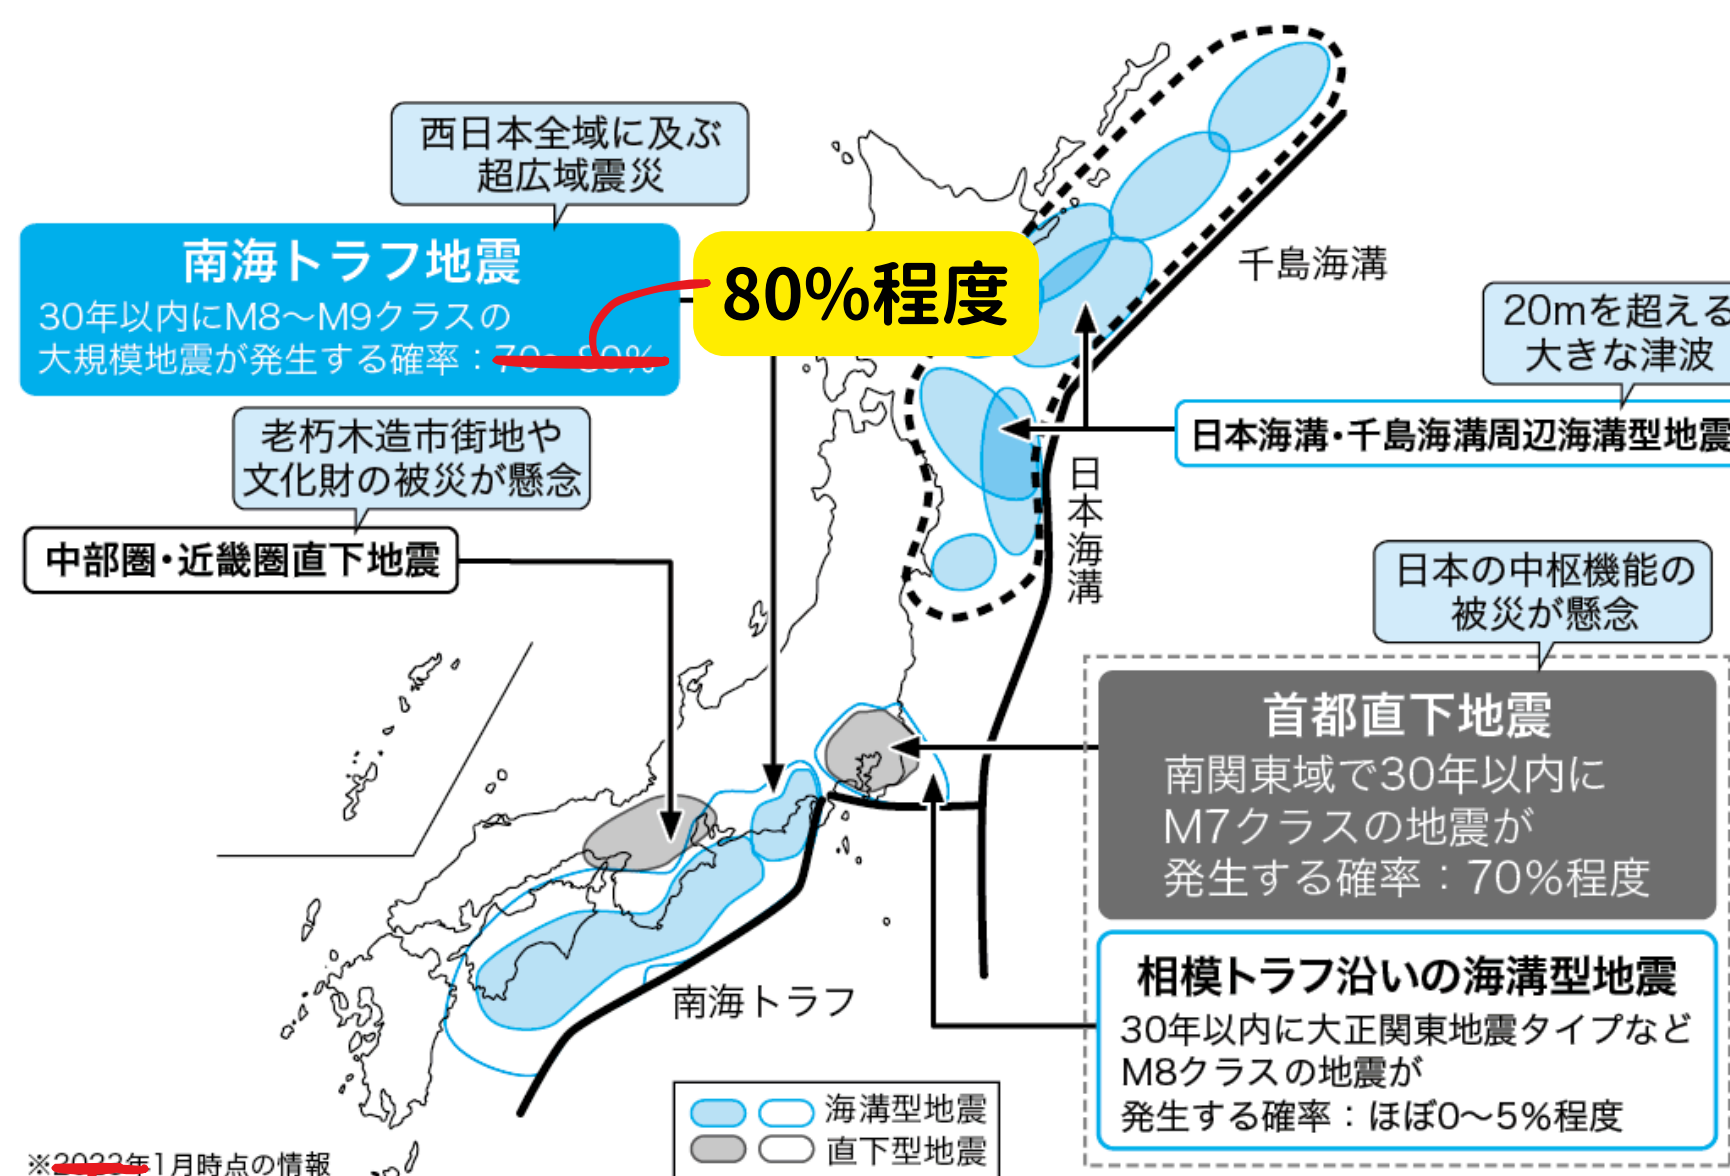 西日本全域に及ぶ
超広域震災
南海トラフ地震
30年以内にM8〜M9クラスの
大規模地震が発生する確率：70〜80%
80%程度
千島海溝
20mを超える
大きな津波
日本海溝・千島海溝周辺海溝型地震
老朽木造市街地や
文化財の被災が懸念
中部圏・近畿圏直下地震
日本海溝
日本の中枢機能の
被災が懸念
首都直下地震
南関東域で30年以内に
M7クラスの地震が
発生する確率：70%程度
相模トラフ沿いの海溝型地震
30年以内に大正関東地震タイプなど
M8クラスの地震が
発生する確率：ほぼ0〜5%程度
南海トラフ
海溝型地震
直下型地震
※年1月時点の情報